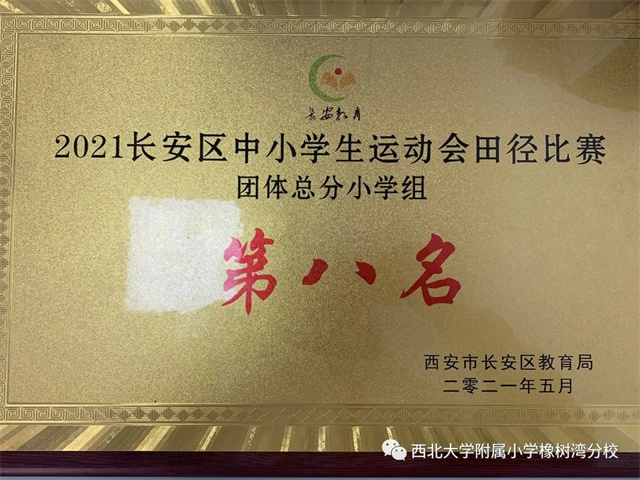 长安教育
2021长安区中小学生运动会田径比赛
团体总分小学组
第八名
西安市长安区教育局
二零二一年五月
西北大学附属小学橡树湾分校